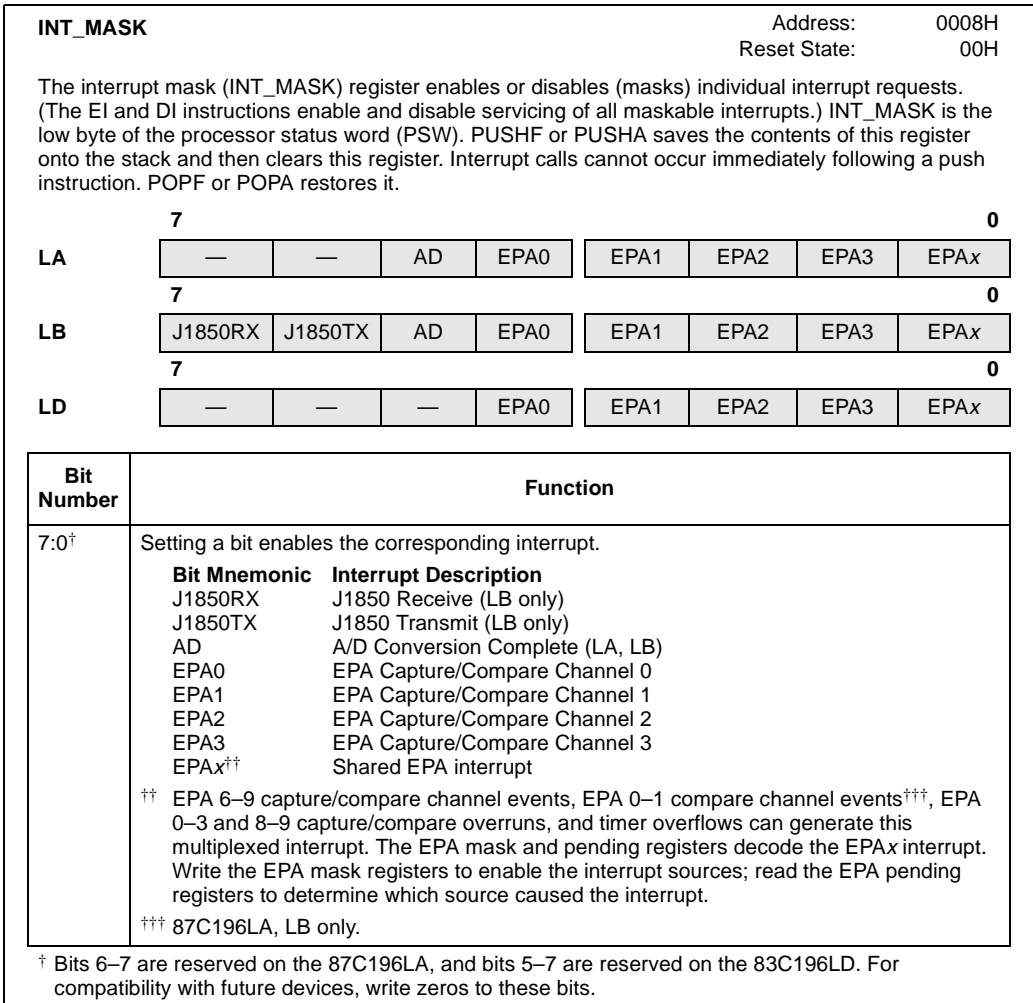 INT_MASK
Address: 0008H
Reset State: 00H
The interrupt mask (INT_MASK) register enables or disables (masks) individual interrupt requests.
(The EI and DI instructions enable and disable servicing of all maskable interrupts.) INT_MASK is the
low byte of the processor status word (PSW). PUSHF or PUSHA saves the contents of this register
onto the stack and then clears this register. Interrupt calls cannot occur immediately following a push
instruction. POPF or POPA restores it.
7 0
LA — — AD EPA0 EPA1 EPA2 EPA3 EPAx
7 0
LB J1850RX J1850TX AD EPA0 EPA1 EPA2 EPA3 EPAx
7 0
LD — — — EPA0 EPA1 EPA2 EPA3 EPAx
Bit
Number
Function
7:0† Setting a bit enables the corresponding interrupt.
Bit Mnemonic Interrupt Description
J1850RX J1850 Receive (LB only)
J1850TX J1850 Transmit (LB only)
AD A/D Conversion Complete (LA, LB)
EPA0 EPA Capture/Compare Channel 0
EPA1 EPA Capture/Compare Channel 1
EPA2 EPA Capture/Compare Channel 2
EPA3 EPA Capture/Compare Channel 3
EPAx†† Shared EPA interrupt
†† EPA 6–9 capture/compare channel events, EPA 0–1 compare channel events†††, EPA
0–3 and 8–9 capture/compare overruns, and timer overflows can generate this
multiplexed interrupt. The EPA mask and pending registers decode the EPAx interrupt.
Write the EPA mask registers to enable the interrupt sources; read the EPA pending
registers to determine which source caused the interrupt.
††† 87C196LA, LB only.
† Bits 6–7 are reserved on the 87C196LA, and bits 5–7 are reserved on the 83C196LD. For
compatibility with future devices, write zeros to these bits.